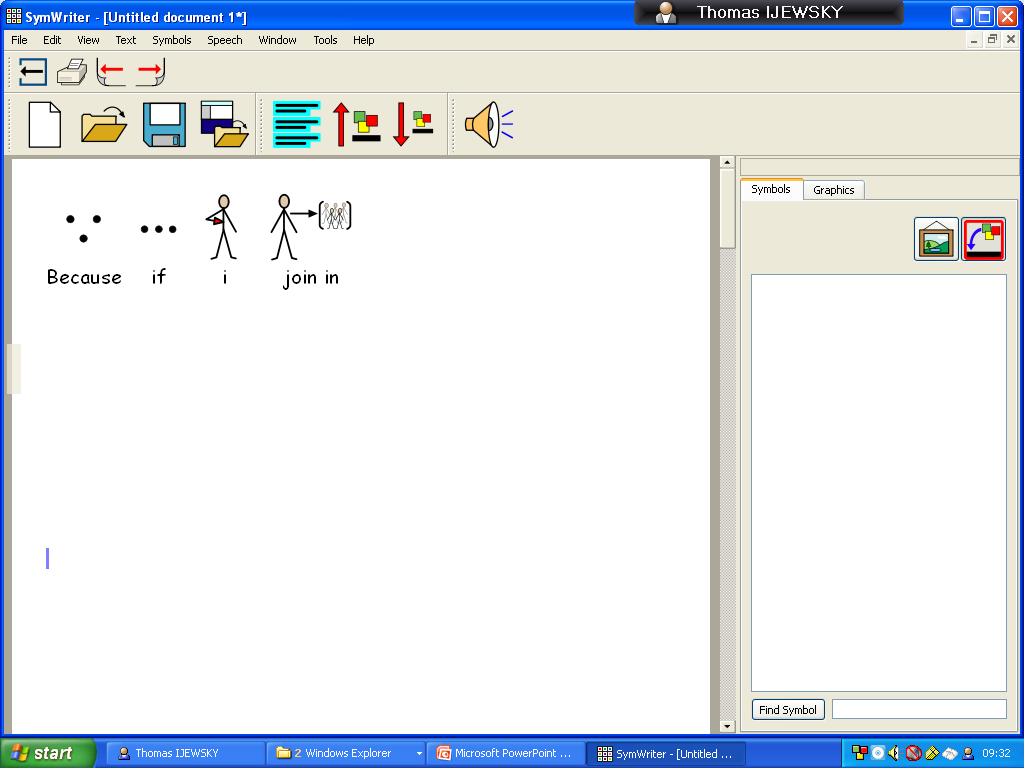 SymWriter - [Untitled document 1*]
Thomas IJEWSKY
File Edit View Text Symbols Speech Window Tools Help
Symbols Graphics
Because if i join in
Find Symbol
start Thomas IJEWSKY 2 Windows Explorer Microsoft PowerPoint ... SymWriter - [Untitled ... 09:32